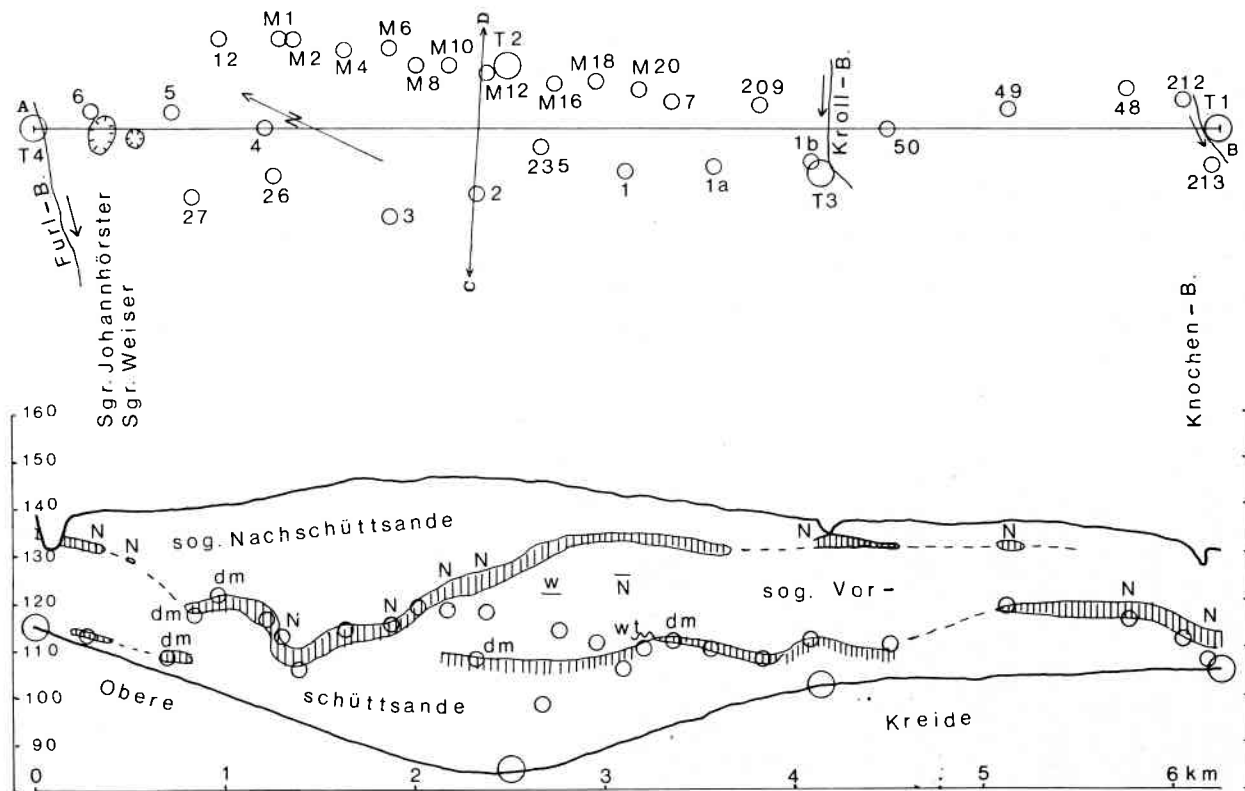 M1
M6
D
M10
T2
12
M2
M4
M8
M12
M18
M20
M16
7
209
49
48
212
T1
6
5
A
T4
4
N
235
1b
Kroll-B.
50
B
213
26
27
3
2
1
1a
T3
C
Furl-B.
Sgr. Johannhörster
Sgr. Weiser
Knochen-B.
160
150
140
130
120
110
100
90
sog. Nachschüttsande
N
N
N
N
N
N
N
dm
dm
dm
N
N
w
N
sog. Vor-
wt
dm
dm
N
N
Obere
schüttsande
Kreide
0
1
2
3
4
5
6 km